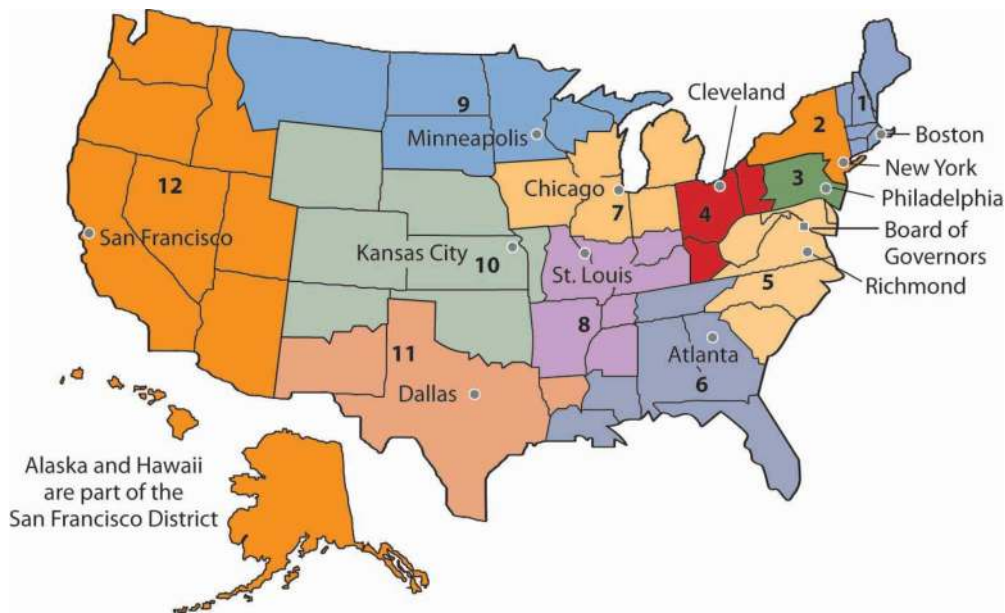 Cleveland
1
9
2
Minneapolis
Boston
New York
3
Philadelphia
12
Chicago
7
4
Board of
Governors
San Francisco
Kansas City
10
St. Louis
Richmond
5
8
11
Atlanta
6
Dallas
Alaska and Hawaii
are part of the
San Francisco District